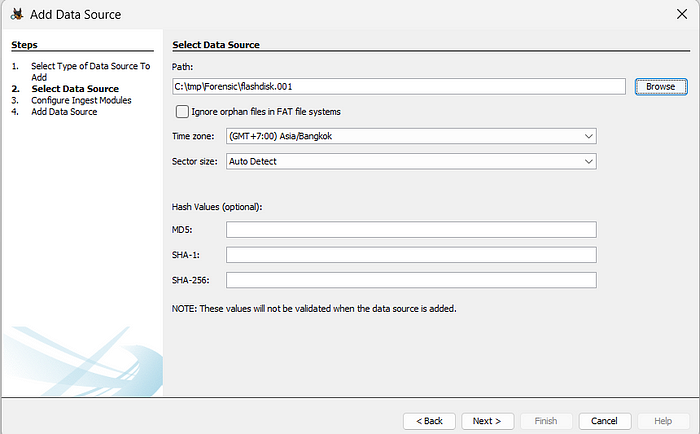 Add Data Source
Steps
1. Select Type of Data Source To
Add
2. Select Data Source
3. Configure Ingest Modules
4. Add Data Source
Select Data Source
Path:
C:\tmp\Forensic\flashdisk.001
Browse
Ignore orphan files in FAT file systems
Time zone: (GMT+7:00) Asia/Bangkok
Sector size: Auto Detect
Hash Values (optional):
MD5:
SHA-1:
SHA-256:
NOTE: These values will not be validated when the data source is added.
< Back Next > Finish Cancel Help